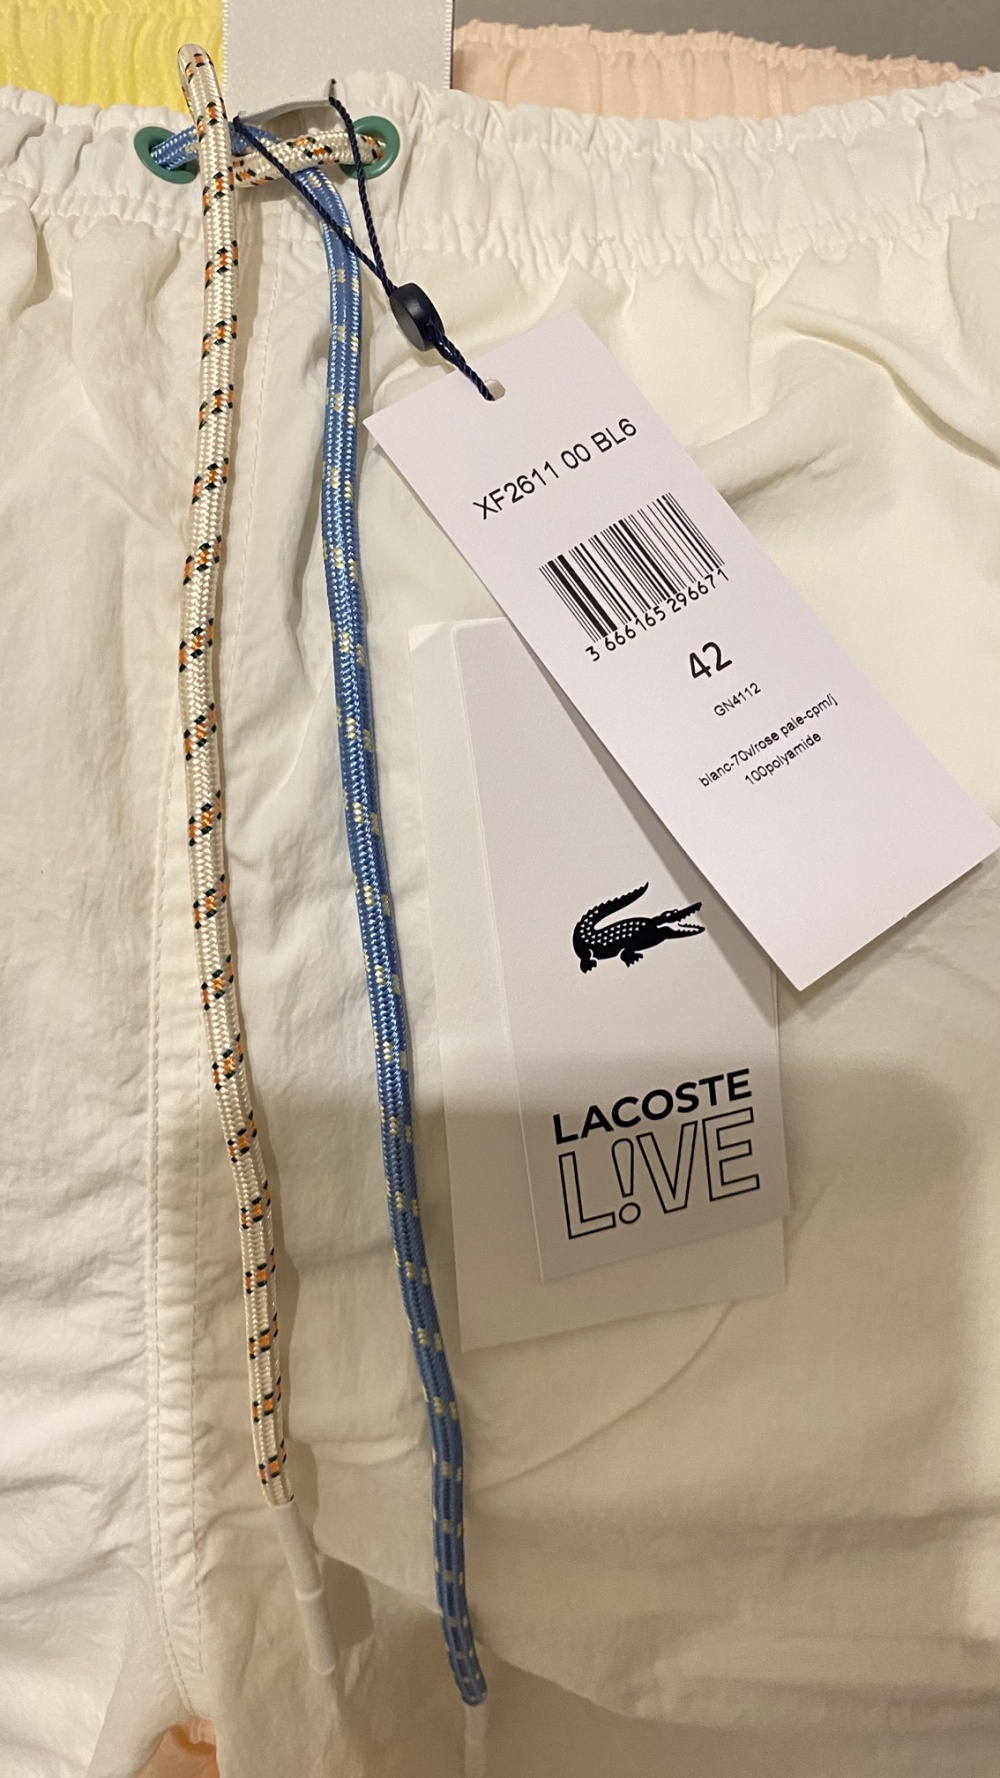 XF2611 00 BL6
3 666165 296671
42
GN4112
blanc-70v/rose pale-cpm/j
100polyamide
LACOSTE
L!VE